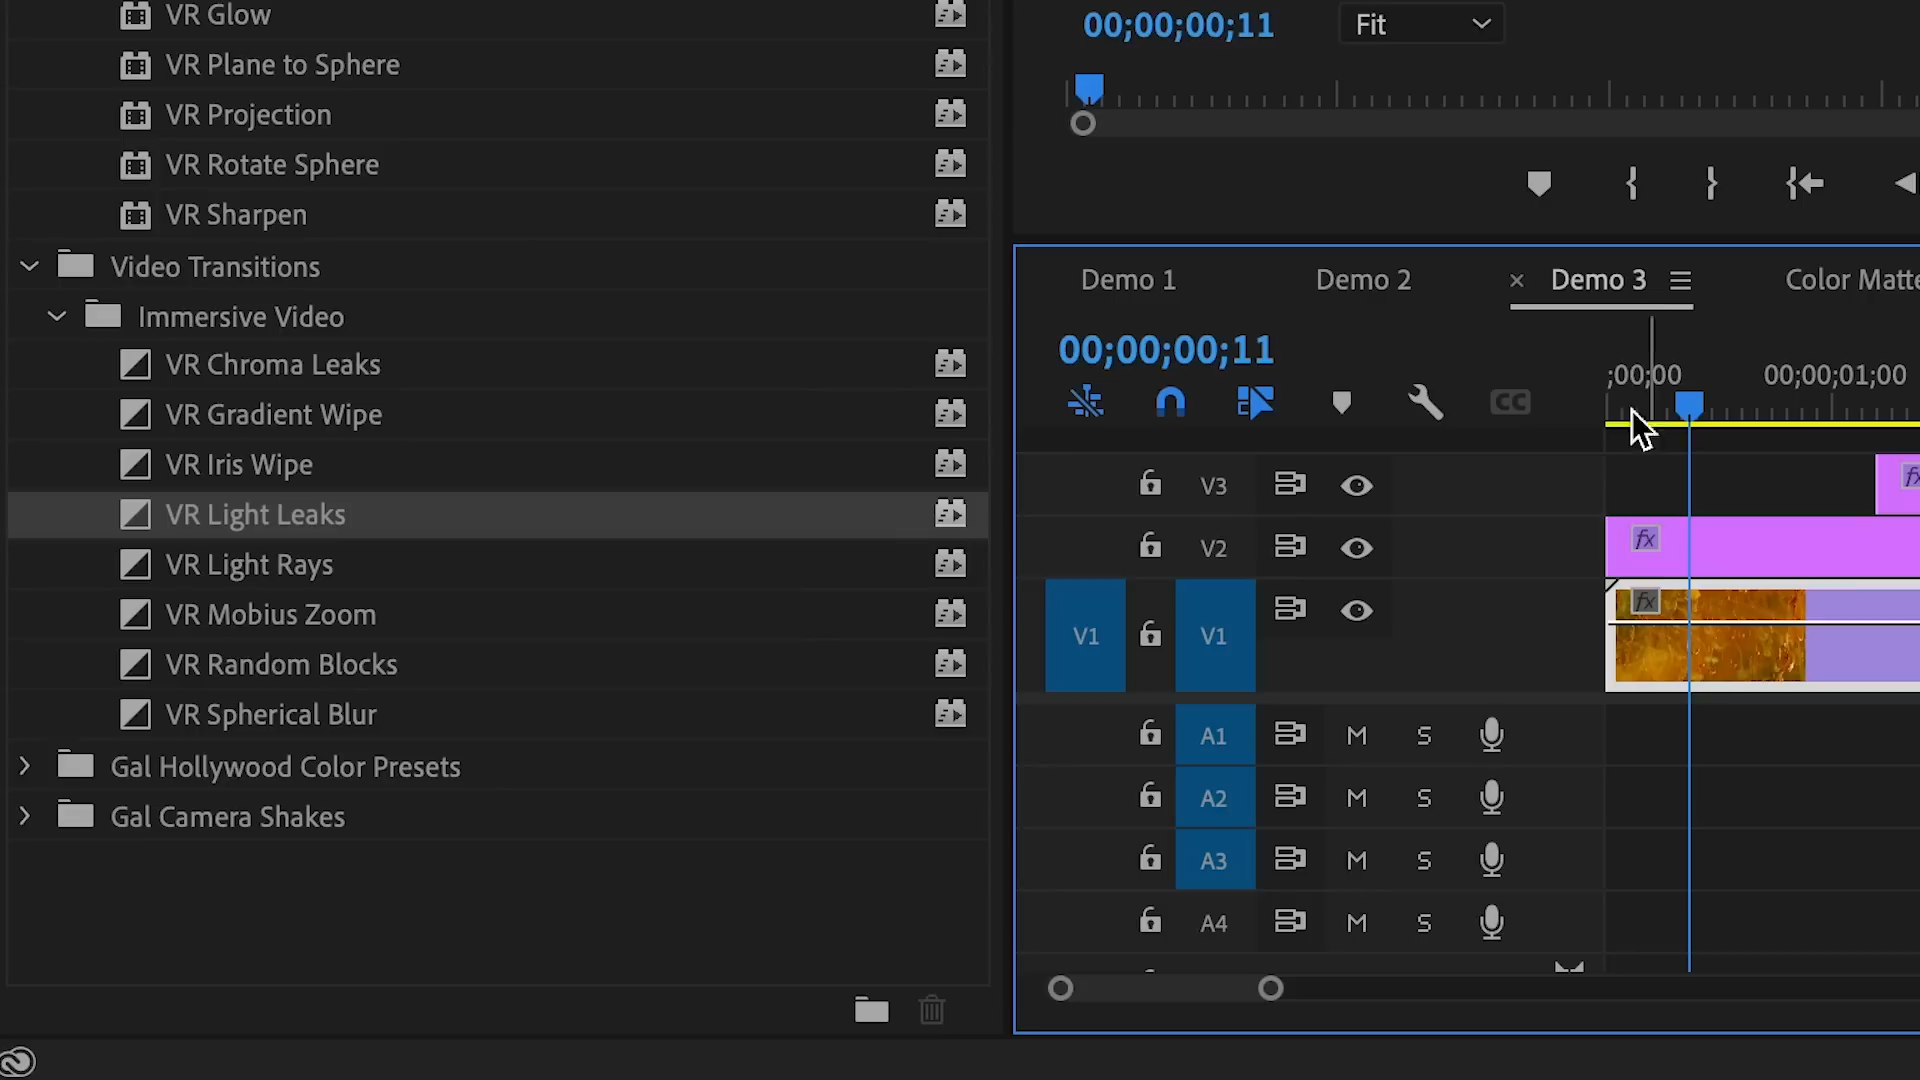 VR Glow
VR Plane to Sphere
VR Projection
VR Rotate Sphere
VR Sharpen
Video Transitions
Immersive Video
VR Chroma Leaks
VR Gradient Wipe
VR Iris Wipe
VR Light Leaks
VR Light Rays
VR Mobius Zoom
VR Random Blocks
VR Spherical Blur
Gal Hollywood Color Presets
Gal Camera Shakes
00;00;00;11
Fit
Demo 1
Demo 2
× Demo 3
Color Matte
00;00;00;11
;00;00
00;00;01;00
CC
V3
fx
V2
fx
V1
V1
fx
A1 M S
A2 M S
A3 M S
A4 M S